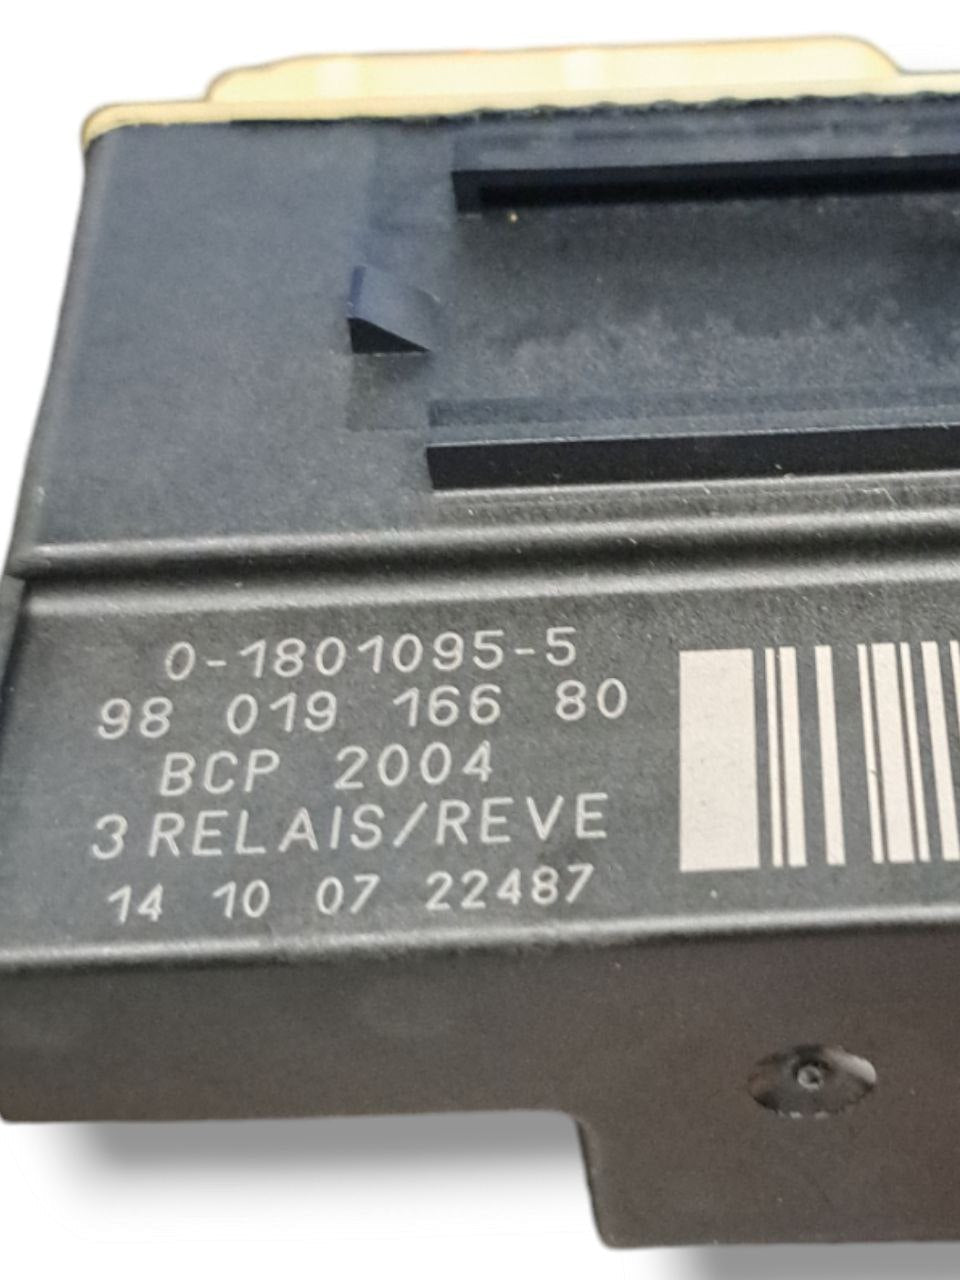 0-1801095-5
98 019 166 80
BCP 2004
3 RELAIS/REVE
14 10 07 22487